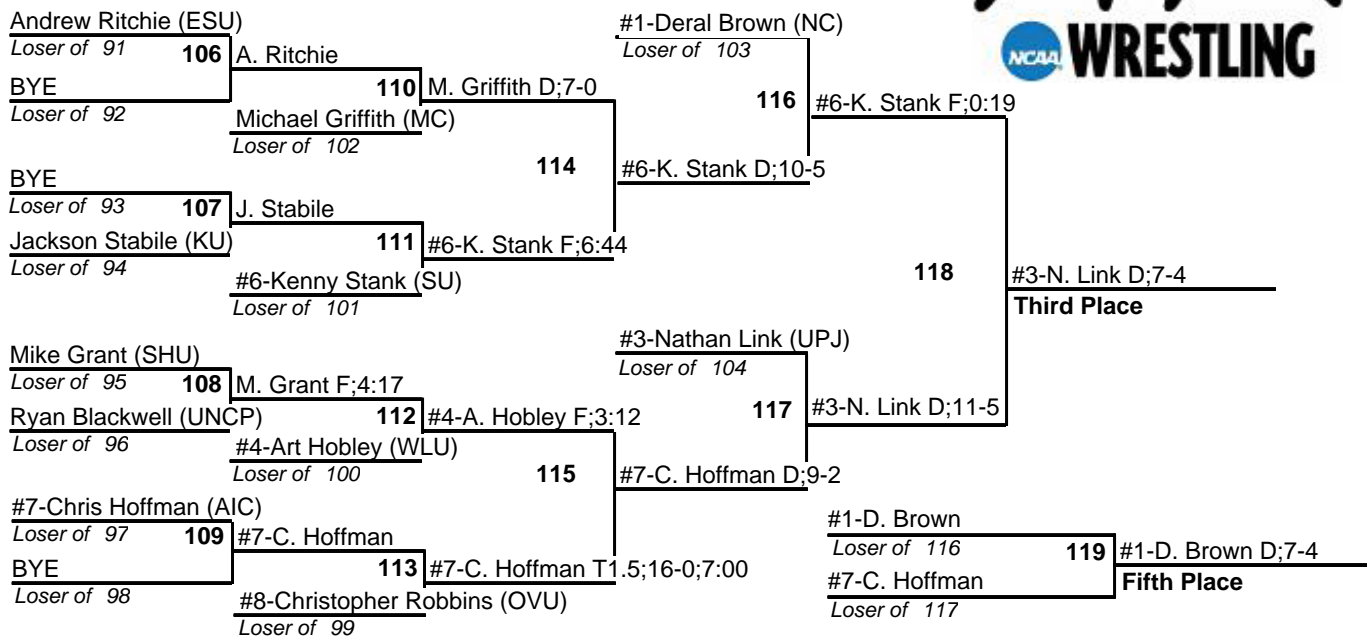 Andrew Ritchie (ESU)
Loser of 91
106
A. Ritchie
BYE
Loser of 92
110
M. Griffith D;7-0
Michael Griffith (MC)
Loser of 102
114
BYE
Loser of 93
107
J. Stabile
Jackson Stabile (KU)
Loser of 94
111
#6-K. Stank F;6:44
#6-Kenny Stank (SU)
Loser of 101
#1-Deral Brown (NC)
Loser of 103
116
#6-K. Stank F;0:19
#6-K. Stank D;10-5
NCAA WRESTLING
118
#3-N. Link D;7-4
Third Place
Mike Grant (SHU)
Loser of 95
108
M. Grant F;4:17
Ryan Blackwell (UNCP)
Loser of 96
112
#4-A. Hobley F;3:12
#4-Art Hobley (WLU)
Loser of 100
115
#7-Chris Hoffman (AIC)
Loser of 97
109
#7-C. Hoffman
BYE
Loser of 98
113
#7-C. Hoffman T1.5;16-0;7:00
#8-Christopher Robbins (OVU)
Loser of 99
#3-Nathan Link (UPJ)
Loser of 104
117
#3-N. Link D;11-5
#7-C. Hoffman D;9-2
#1-D. Brown
Loser of 116
119
#1-D. Brown D;7-4
#7-C. Hoffman
Fifth Place
Loser of 117